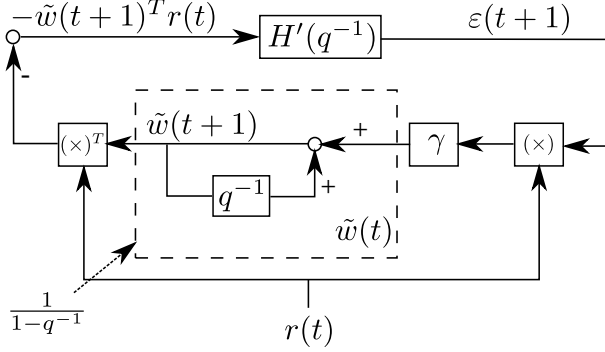 −w̃(t+1)ᵀr(t)
H′(q⁻¹)
ε(t+1)
-
(×)ᵀ
w̃(t+1)
+
γ
(×)
q⁻¹
+
w̃(t)
1/(1−q⁻¹)
r(t)